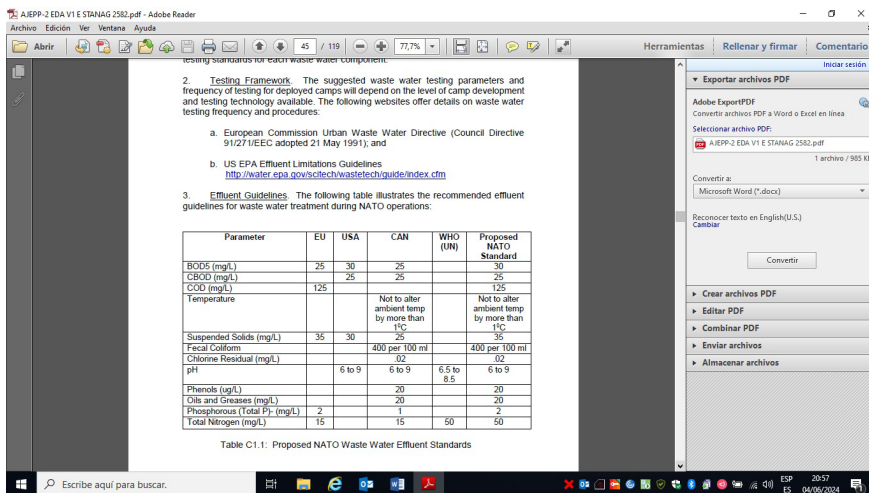 AJEPP-2 EDA V1 E STANAG 2582.pdf - Adobe Reader
Archivo Edición Ver Ventana Ayuda
Abrir 45 / 119 77,7% Herramientas Rellenar y firmar Comentario
testing standards for each waste water component.
2. Testing Framework. The suggested waste water testing parameters and
frequency of testing for deployed camps will depend on the level of camp development
and testing technology available. The following websites offer details on waste water
testing frequency and procedures:
a. European Commission Urban Waste Water Directive (Council Directive
91/271/EEC adopted 21 May 1991); and
b. US EPA Effluent Limitations Guidelines
http://water.epa.gov/scitech/wastetech/guide/index.cfm
3. Effluent Guidelines. The following table illustrates the recommended effluent
guidelines for waste water treatment during NATO operations:
Parameter EU USA CAN WHO Proposed
(UN) NATO
Standard
BOD5 (mg/L) 25 30 25 30
CBOD (mg/L) 25 25 25
COD (mg/L) 125 125
Temperature Not to alter Not to alter
ambient temp ambient temp
by more than by more than
1⁰C 1⁰C
Suspended Solids (mg/L) 35 30 25 35
Fecal Coliform 400 per 100 ml 400 per 100 ml
Chlorine Residual (mg/L) .02 .02
pH 6 to 9 6 to 9 6.5 to 6 to 9
8.5
Phenols (ug/L) 20 20
Oils and Greases (mg/L) 20 20
Phosphorous (Total P)- (mg/L) 2 1 2
Total Nitrogen (mg/L) 15 15 50 50
Table C1.1: Proposed NATO Waste Water Effluent Standards
Iniciar sesión
Exportar archivos PDF
Adobe ExportPDF
Convertir archivos PDF a Word o Excel en línea
Seleccionar archivo PDF:
AJEPP-2 EDA V1 E STANAG 2582.pdf
1 archivo / 985 KB
Convertir a:
Microsoft Word (*.docx)
Reconocer texto en English(U.S.)
Cambiar
Convertir
Crear archivos PDF
Editar PDF
Combinar PDF
Enviar archivos
Almacenar archivos
Escribe aquí para buscar.
ESP 20:57
ES 04/06/2024